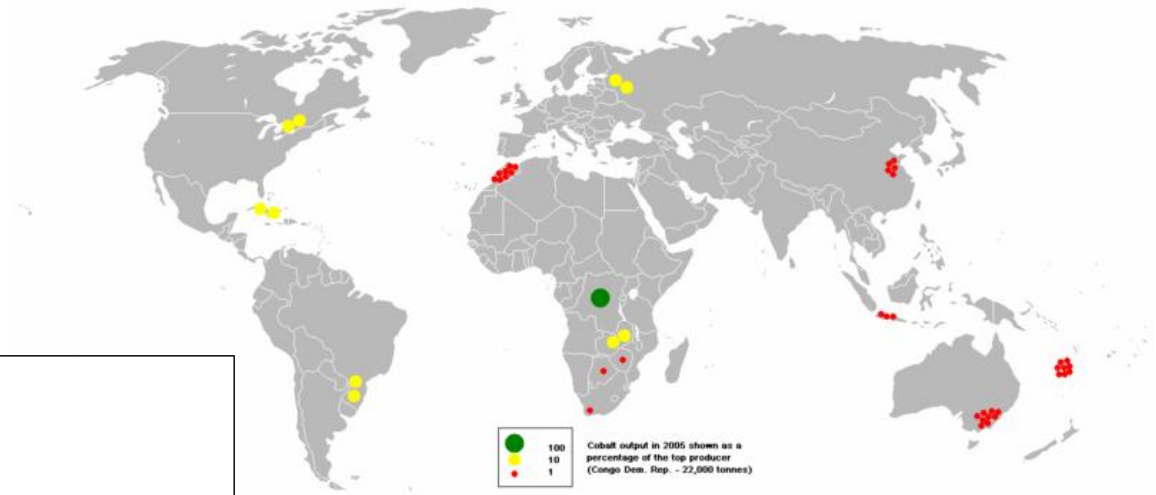 100
10
1
Cobalt output in 2005 shown as a
percentage of the top producer
(Congo Dem. Rep. - 22,000 tonnes)